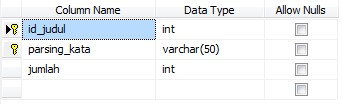 Column Name Data Type Allow Nulls
id_judul int
parsing_kata varchar(50)
jumlah int